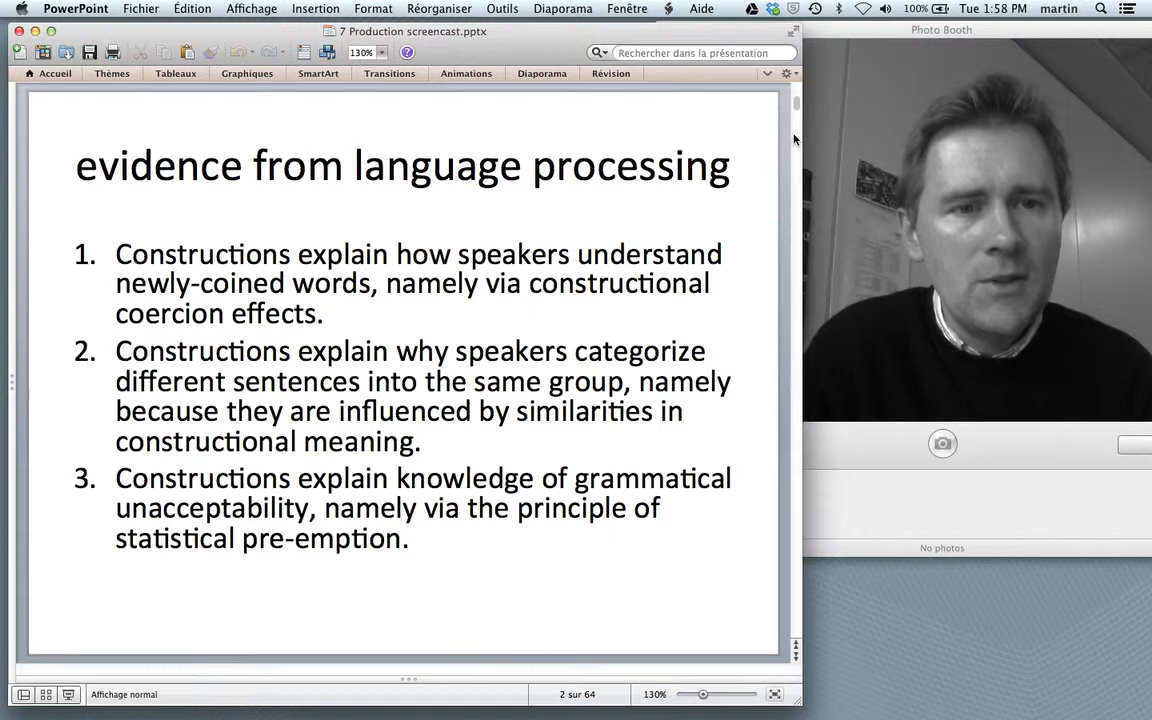 PowerPoint Fichier Édition Affichage Insertion Format Réorganiser Outils Diaporama Fenêtre Aide 100% Tue 1:58 PM martin
7 Production screencast.pptx
Photo Booth
130% Rechercher dans la présentation
Accueil Thèmes Tableaux Graphiques SmartArt Transitions Animations Diaporama Révision
evidence from language processing
1. Constructions explain how speakers understand
newly-coined words, namely via constructional
coercion effects.
2. Constructions explain why speakers categorize
different sentences into the same group, namely
because they are influenced by similarities in
constructional meaning.
3. Constructions explain knowledge of grammatical
unacceptability, namely via the principle of
statistical pre-emption.
No photos
Affichage normal 2 sur 64 130%